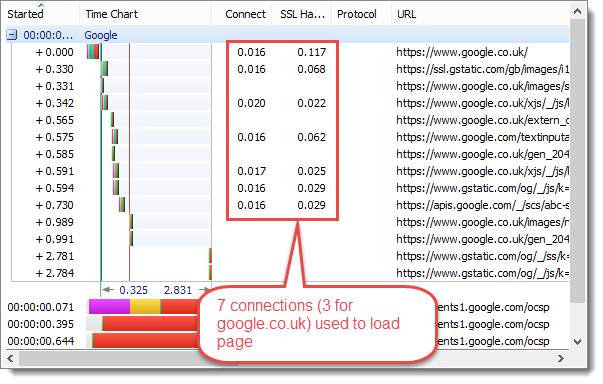 Started Time Chart Connect SSL Ha... Protocol URL
00:00:00.0... Google
+ 0.000 0.016 0.117 https://www.google.co.uk/
+ 0.330 0.016 0.068 https://ssl.gstatic.com/gb/images/i1
+ 0.331 https://www.google.co.uk/images/s
+ 0.342 0.020 0.022 https://www.google.co.uk/xjs/_/js/k
+ 0.565 https://www.google.co.uk/extern_c
+ 0.575 0.016 0.062 https://www.google.com/textinputa
+ 0.585 https://www.google.co.uk/gen_204
+ 0.591 0.017 0.025 https://www.google.co.uk/xjs/_/js/k
+ 0.594 0.016 0.029 https://www.gstatic.com/og/_/js/k=
+ 0.730 0.016 0.029 https://apis.google.com/_/scs/abc-s
+ 0.989 https://www.google.co.uk/images/n
+ 0.991 https://www.google.co.uk/gen_204
+ 2.781 https://www.gstatic.com/og/_/ss/k=
+ 2.784 https://www.gstatic.com/og/_/js/k=
0.325 2.831
00:00:00.071 ents1.google.com/ocsp
00:00:00.395 ents1.google.com/ocsp
00:00:00.644 ents1.google.com/ocsp
7 connections (3 for
google.co.uk) used to load
page